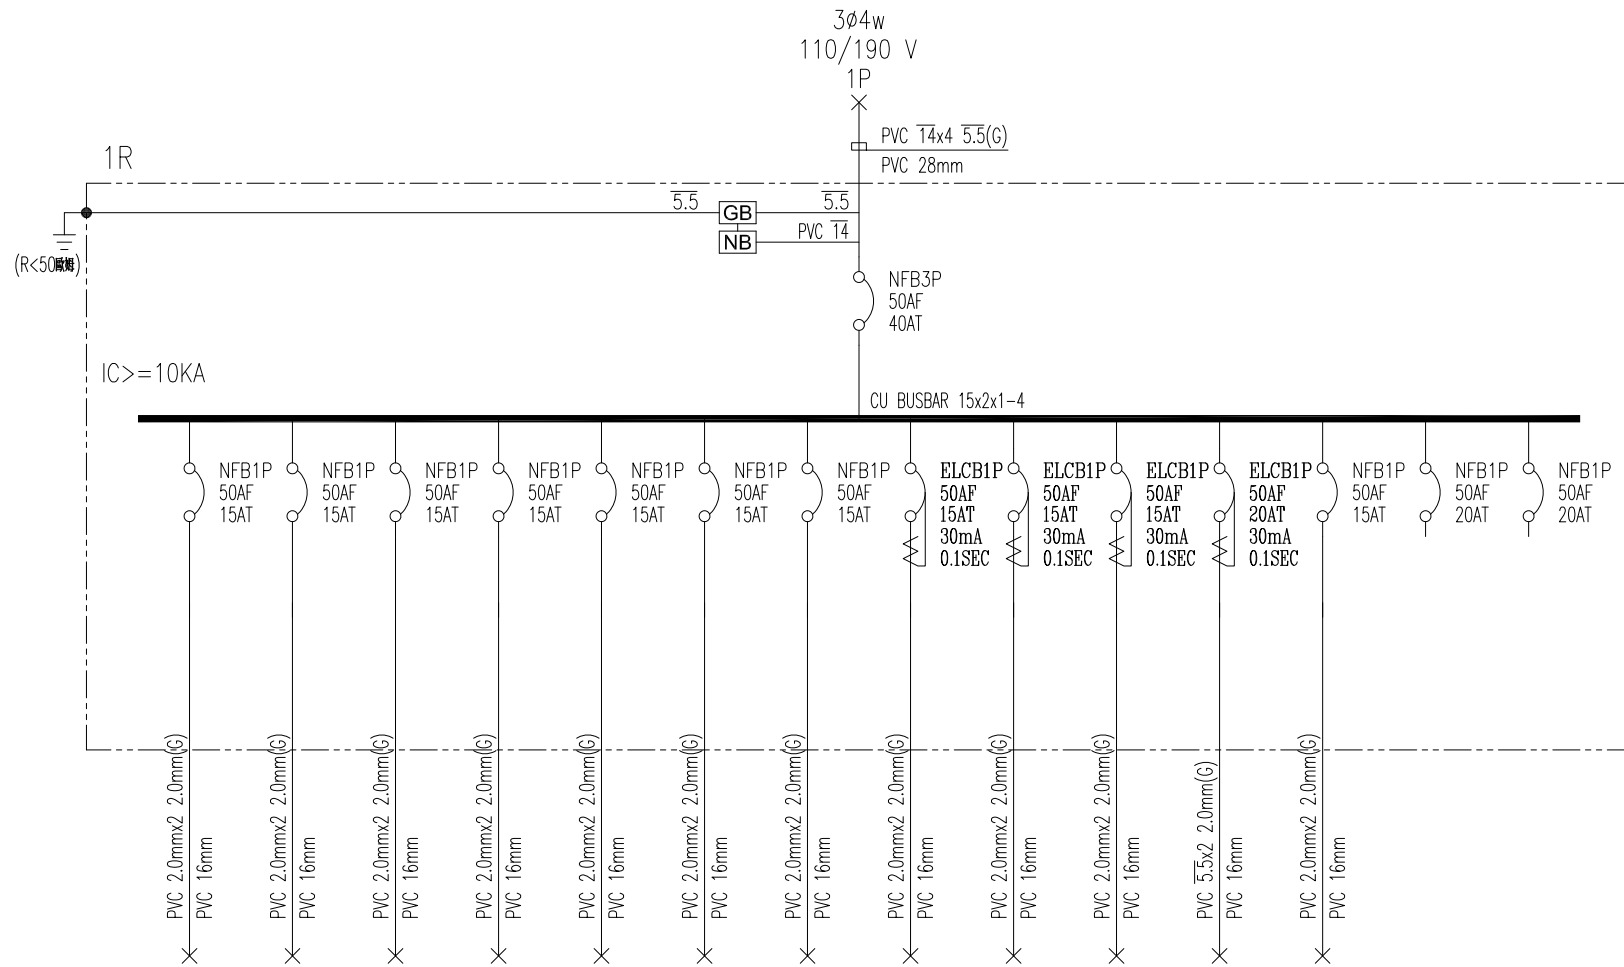 3ø4w
110/190 V
1P
PVC 14x4 5.5(G)
PVC 28mm
1R
5.5
GB
5.5
NB
PVC 14
(R<50歐姆)
NFB3P
50AF
40AT
IC>=10KA
CU BUSBAR 15x2x1-4
NFB1P
50AF
15AT
NFB1P
50AF
15AT
NFB1P
50AF
15AT
NFB1P
50AF
15AT
NFB1P
50AF
15AT
NFB1P
50AF
15AT
NFB1P
50AF
15AT
ELCB1P
50AF
15AT
30mA
0.1SEC
ELCB1P
50AF
15AT
30mA
0.1SEC
ELCB1P
50AF
15AT
30mA
0.1SEC
ELCB1P
50AF
20AT
30mA
0.1SEC
NFB1P
50AF
15AT
NFB1P
50AF
20AT
NFB1P
50AF
20AT
PVC 2.0mmx2 2.0mm(G)
PVC 16mm
PVC 2.0mmx2 2.0mm(G)
PVC 16mm
PVC 2.0mmx2 2.0mm(G)
PVC 16mm
PVC 2.0mmx2 2.0mm(G)
PVC 16mm
PVC 2.0mmx2 2.0mm(G)
PVC 16mm
PVC 2.0mmx2 2.0mm(G)
PVC 16mm
PVC 2.0mmx2 2.0mm(G)
PVC 16mm
PVC 2.0mmx2 2.0mm(G)
PVC 16mm
PVC 2.0mmx2 2.0mm(G)
PVC 16mm
PVC 2.0mmx2 2.0mm(G)
PVC 16mm
PVC 5.5x2 2.0mm(G)
PVC 16mm
PVC 2.0mmx2 2.0mm(G)
PVC 16mm